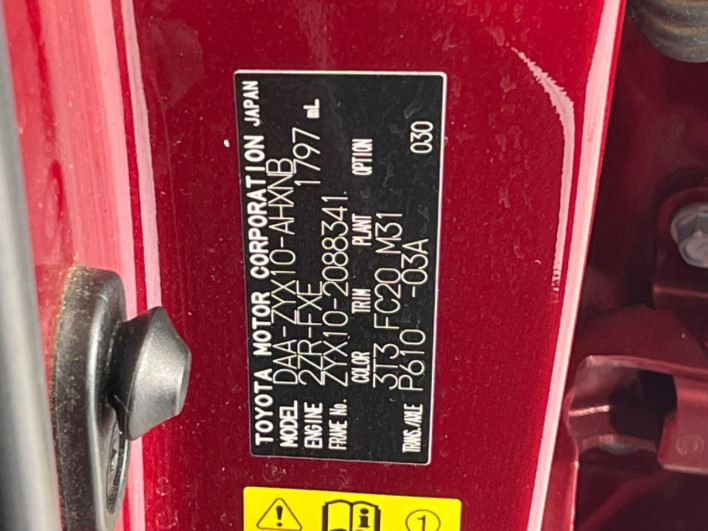 TOYOTA MOTOR CORPORATION JAPAN
MODEL DAA-ZYX10-AHXNB
ENGINE 2ZR-FXE 1797 mL
FRAME No. ZYX10-2088341
COLOR TRIM PLANT OPTION
3T3 FC20 M31
TRANS./AXLE P610 -03A 030
! i 1